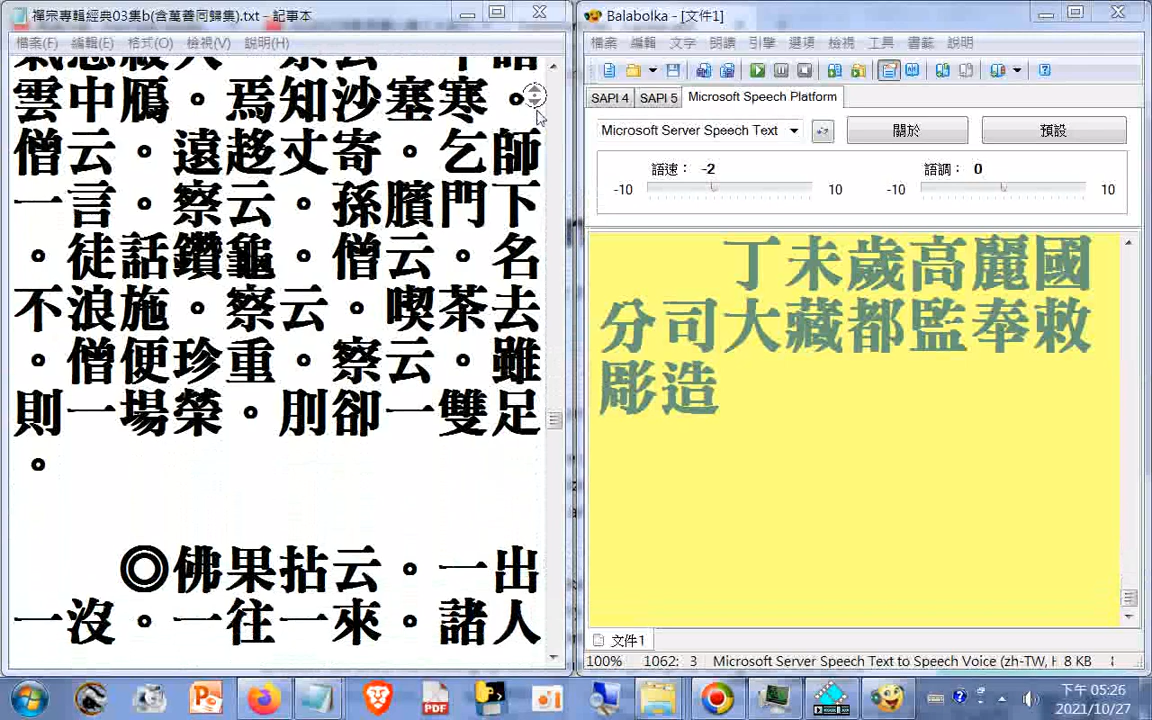 禪宗專輯經典03集b(含萬善同歸集).txt - 記事本
檔案(F) 編輯(E) 格式(O) 檢視(V) 說明(H)
雲中鴈。焉知沙塞寒。
僧云。遠趍丈寄。乞師
一言。察云。孫臏門下
。徒話鑽龜。僧云。名
不浪施。察云。喫茶去
。僧便珍重。察云。雖
則一場榮。刖卻一雙足
。
◎佛果拈云。一出
一沒。一往一來。諸人
Balabolka - [文件1]
檔案 編輯 文字 朗讀 引擎 選項 檢視 工具 書籤 說明
SAPI 4 SAPI 5 Microsoft Speech Platform
Microsoft Server Speech Text 關於 預設
語速： -2 語調： 0
-10 10 -10 10
丁未歲高麗國
分司大藏都監奉敕
彫造
文件1
100% 1062: 3 Microsoft Server Speech Text to Speech Voice (zh-TW, 8 KB
PDF
下午 05:26
2021/10/27